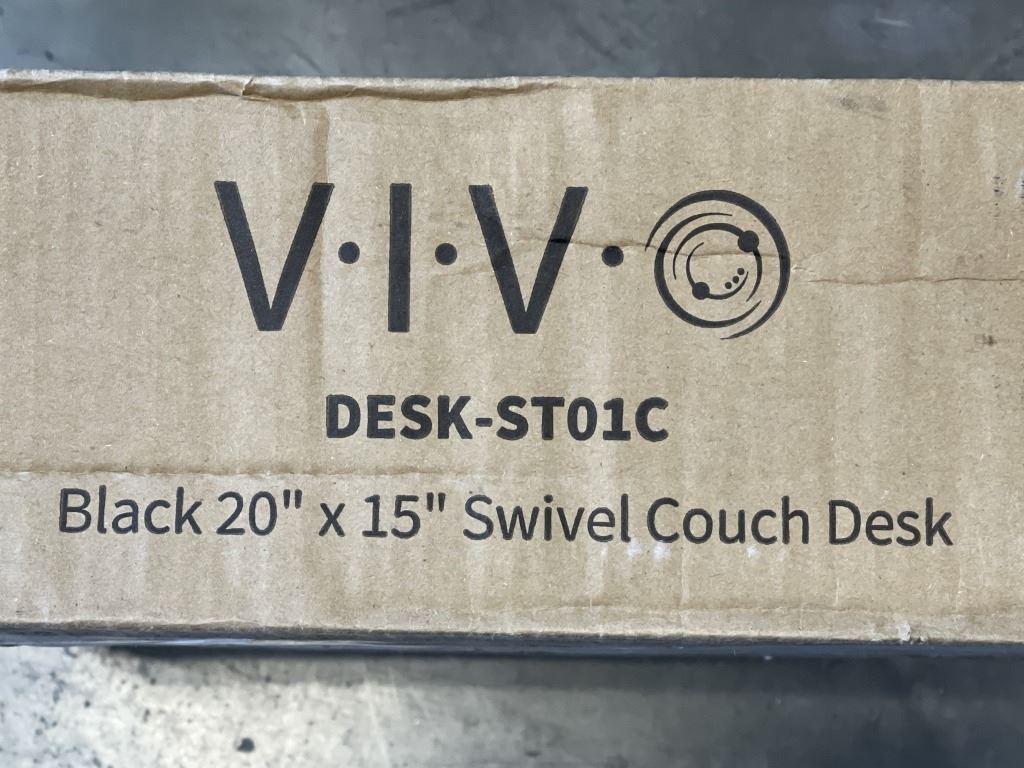 V·I·V·O
DESK-ST01C
Black 20" x 15" Swivel Couch Desk